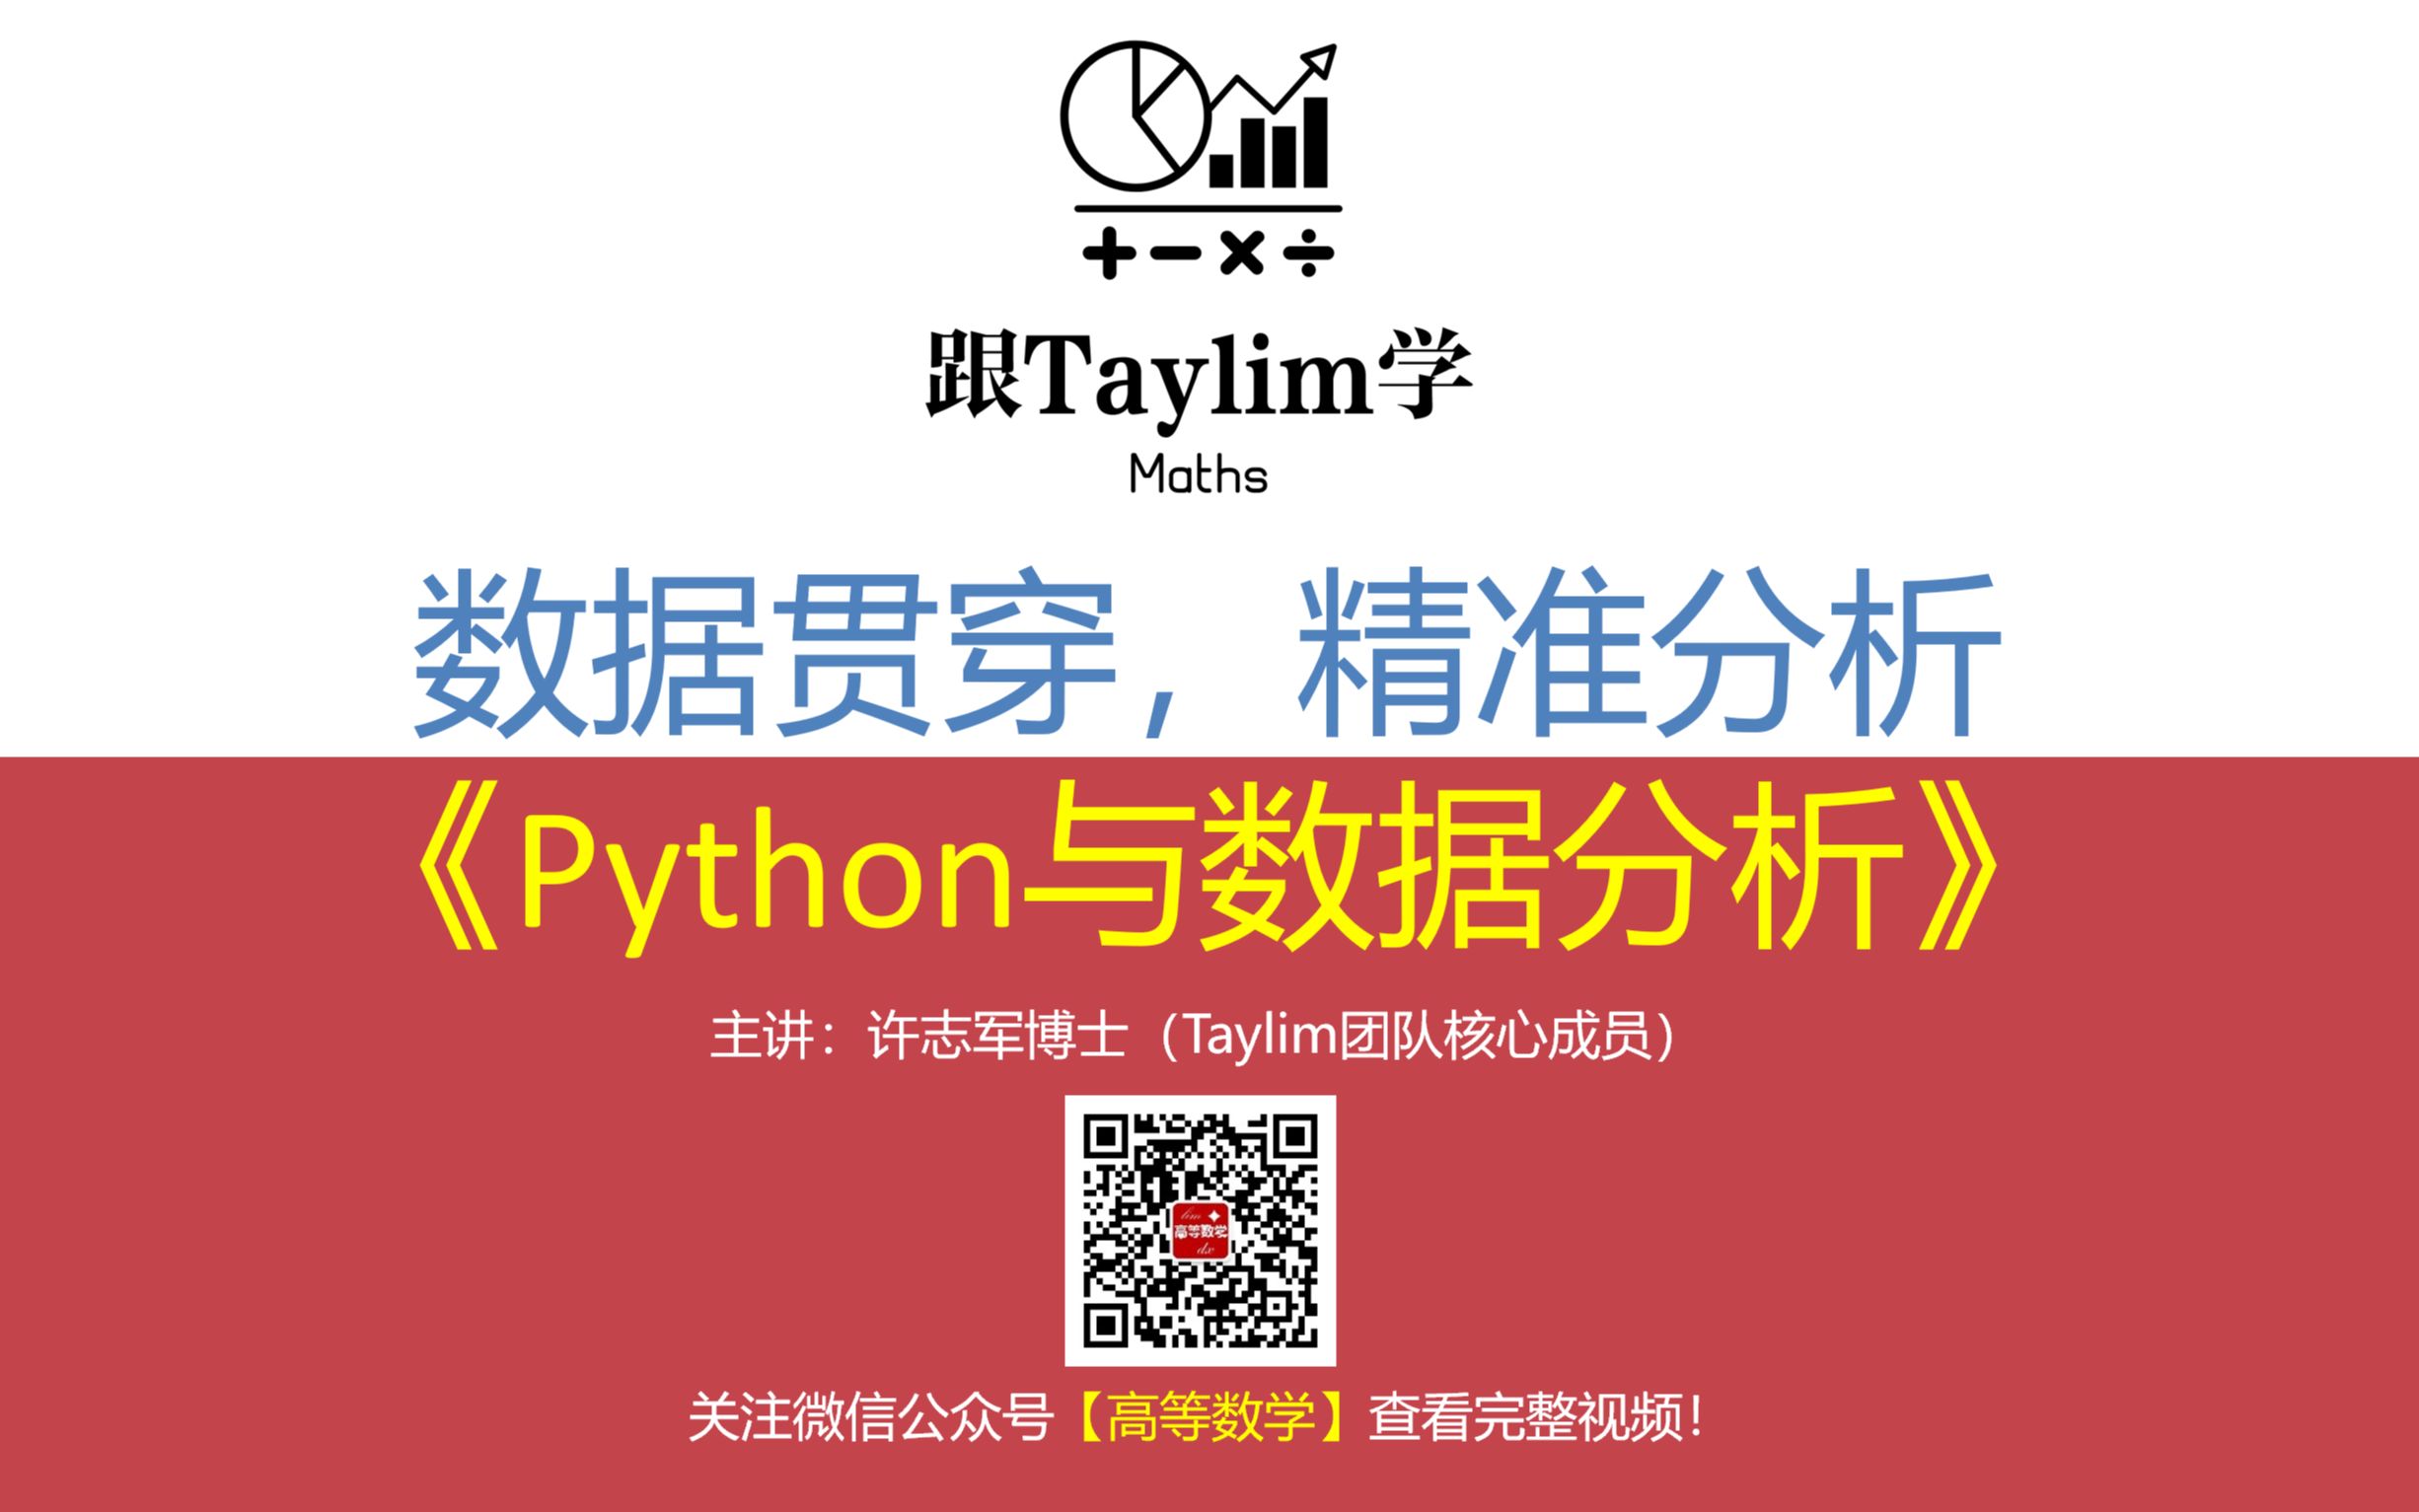 跟Taylim学
Maths
数据贯穿，精准分析
《Python与数据分析》
主讲：许志军博士（Taylim团队核心成员）
lim
高等数学
dx
关注微信公众号【高等数学】查看完整视频！